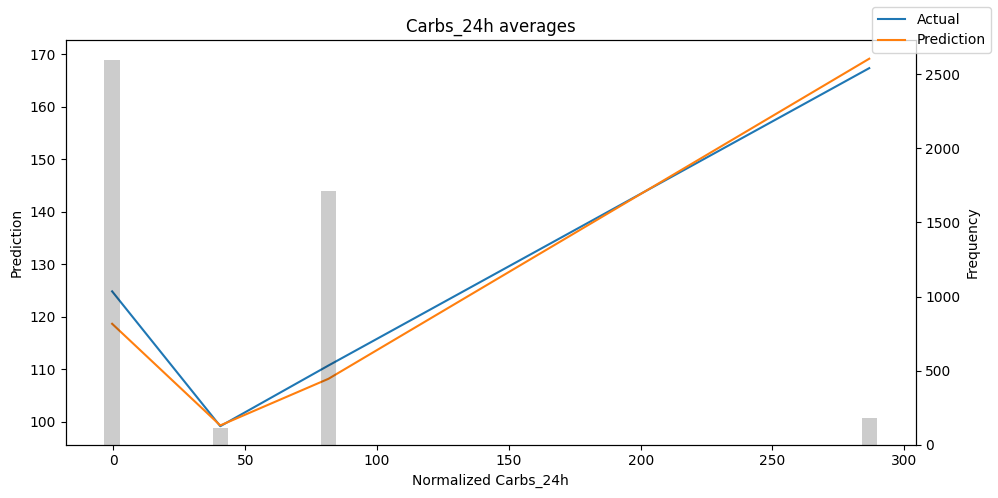 Carbs_24h averages
Actual
Prediction
170
160
150
140
130
120
110
100
Prediction
2500
2000
1500
1000
500
0
Frequency
0 50 100 150 200 250 300
Normalized Carbs_24h